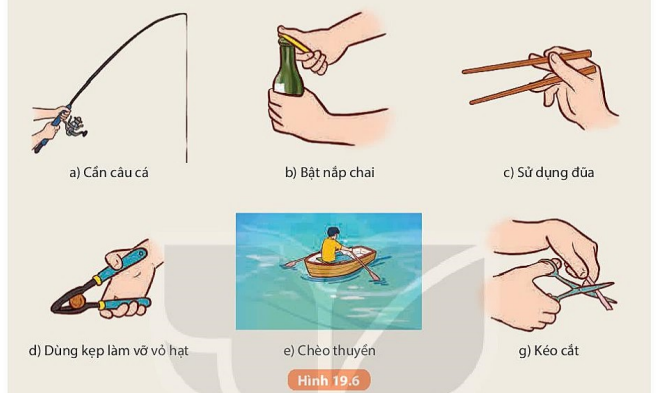 a) Cần câu cá
b) Bật nắp chai
c) Sử dụng đũa
d) Dùng kẹp làm vỡ vỏ hạt
e) Chèo thuyền
g) Kéo cắt
Hình 19.6